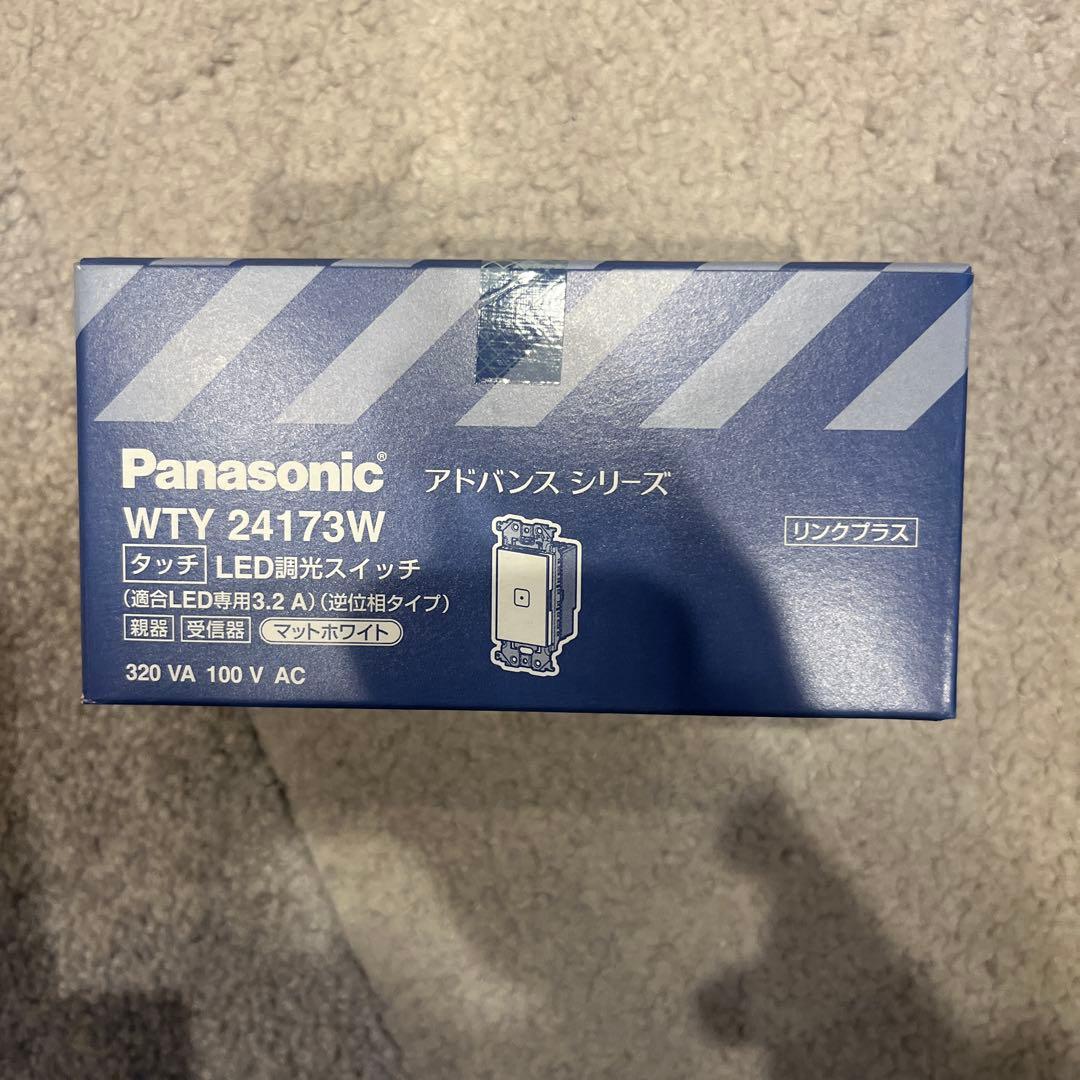 Panasonic® アドバンス シリーズ
WTY 24173W
リンクプラス
タッチ LED調光スイッチ
(適合LED専用3.2 A)(逆位相タイプ)
親器 受信器 マットホワイト
320 VA 100 V AC